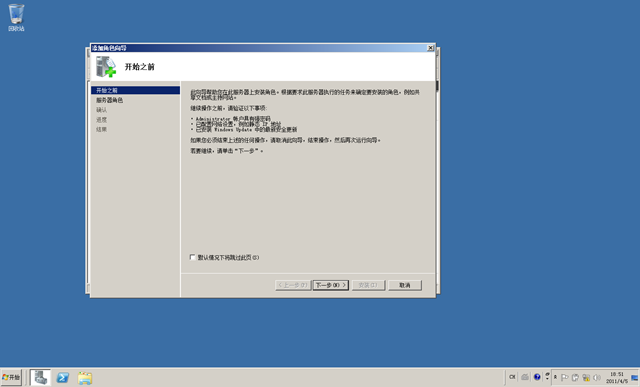 回收站
添加角色向导
开始之前
开始之前
服务器角色
确认
进度
结果
此向导帮助您在此服务器上安装角色。根据要求此服务器执行的任务来确定要安装的角色，例如共
享文档或主持网站。
继续操作之前，请验证以下事项:
• Administrator 帐户具有强密码
• 已配置网络设置，例如静态 IP 地址
• 已安装 Windows Update 中的最新安全更新
如果您必须结束上述的任何操作，请取消此向导，结束操作，然后再次运行向导。
若要继续，请单击“下一步”。
默认情况下将跳过此页(S)
< 上一步(P)
下一步(N) >
安装(I)
取消
开始
CH
18:51
2011/4/5